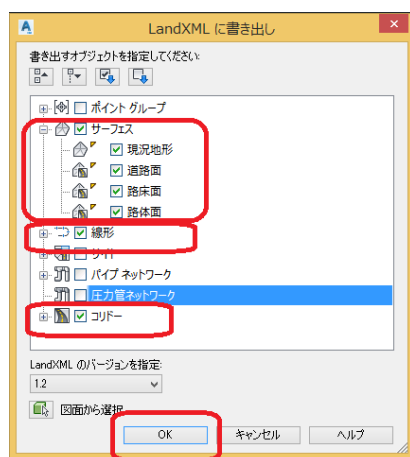 LandXML に書き出し
書き出すオブジェクトを指定してください:
ポイント グループ
サーフェス
現況地形
道路面
路床面
路体面
線形
サイト
パイプ ネットワーク
圧力管ネットワーク
コリドー
LandXML のバージョンを指定:
1.2
図面から選択
OK キャンセル ヘルプ